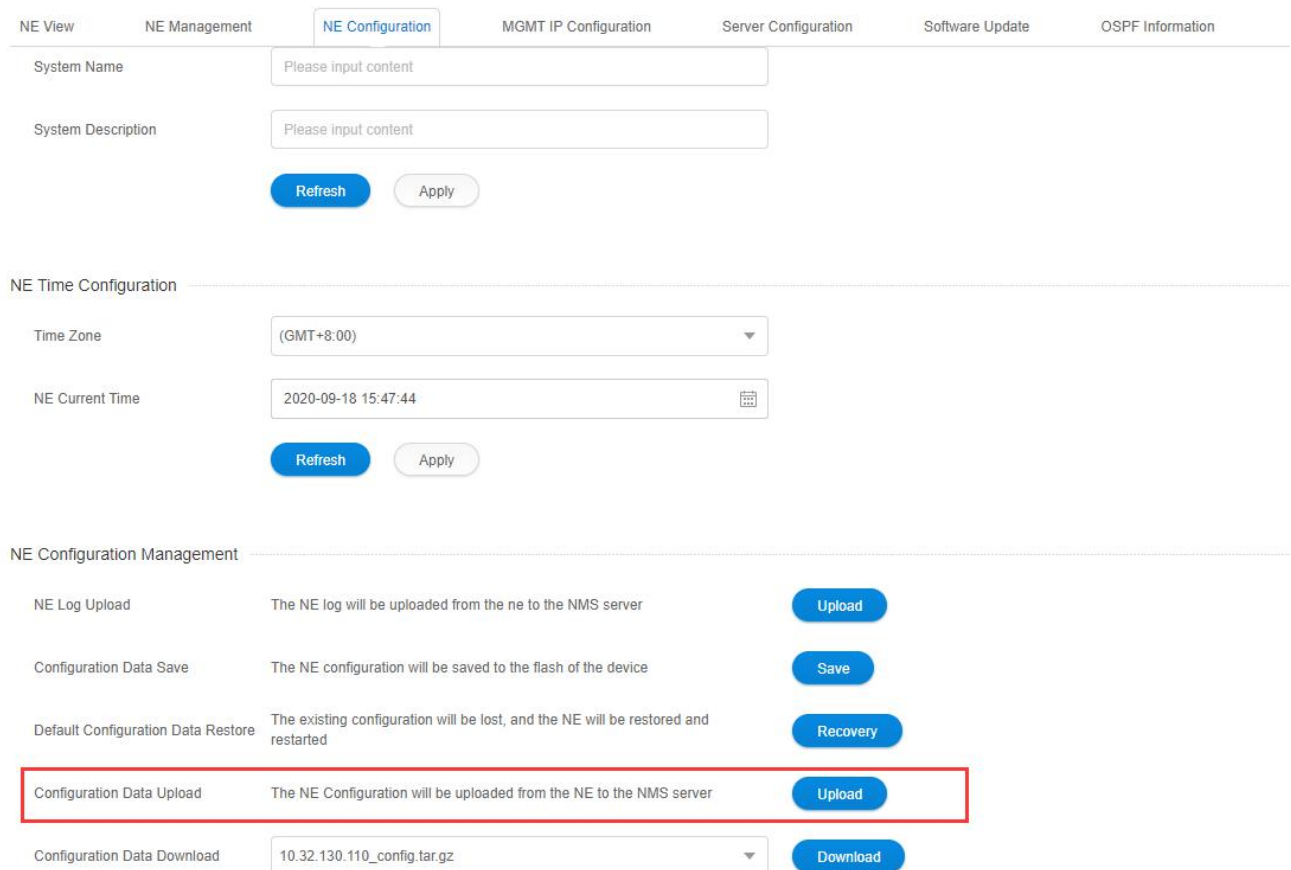 NE View NE Management NE Configuration MGMT IP Configuration Server Configuration Software Update OSPF Information
System Name Please input content
System Description Please input content
Refresh Apply
NE Time Configuration
Time Zone (GMT+8:00)
NE Current Time 2020-09-18 15:47:44
Refresh Apply
NE Configuration Management
NE Log Upload The NE log will be uploaded from the ne to the NMS server Upload
Configuration Data Save The NE configuration will be saved to the flash of the device Save
Default Configuration Data Restore The existing configuration will be lost, and the NE will be restored and
restarted Recovery
Configuration Data Upload The NE Configuration will be uploaded from the NE to the NMS server Upload
Configuration Data Download 10.32.130.110_config.tar.gz Download